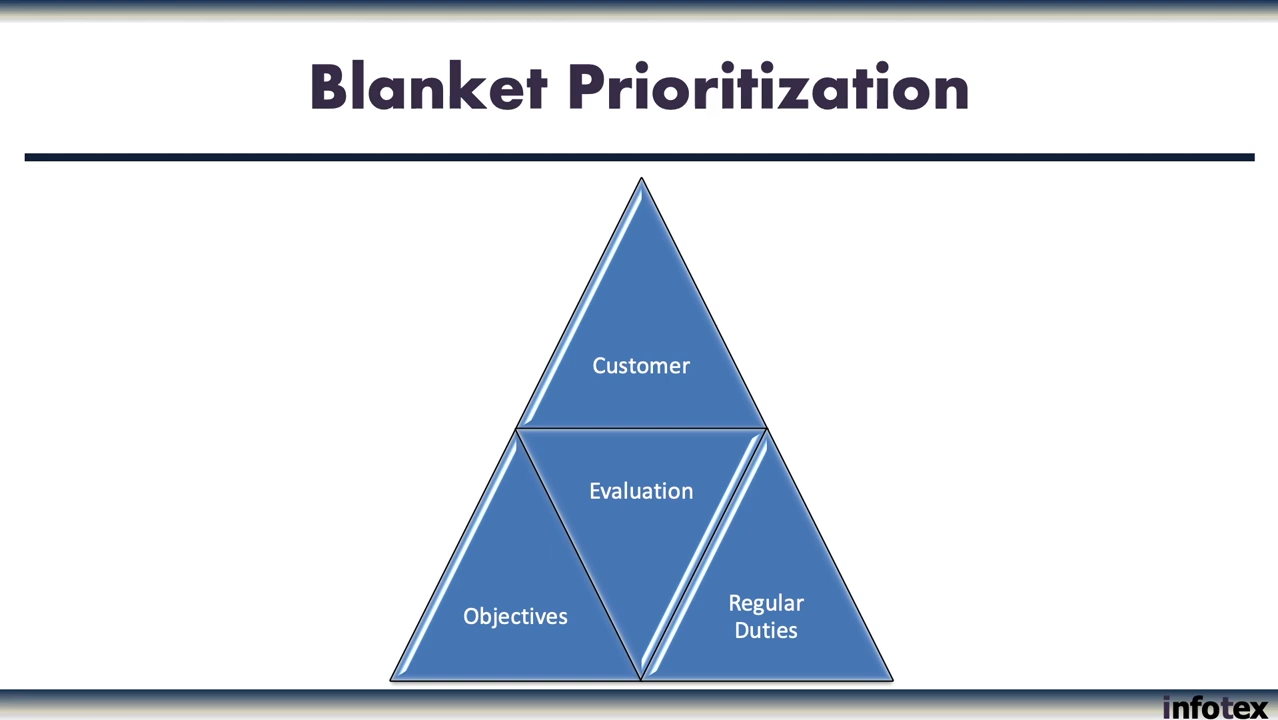 Blanket Prioritization
Customer
Evaluation
Objectives
Regular
Duties
infotex